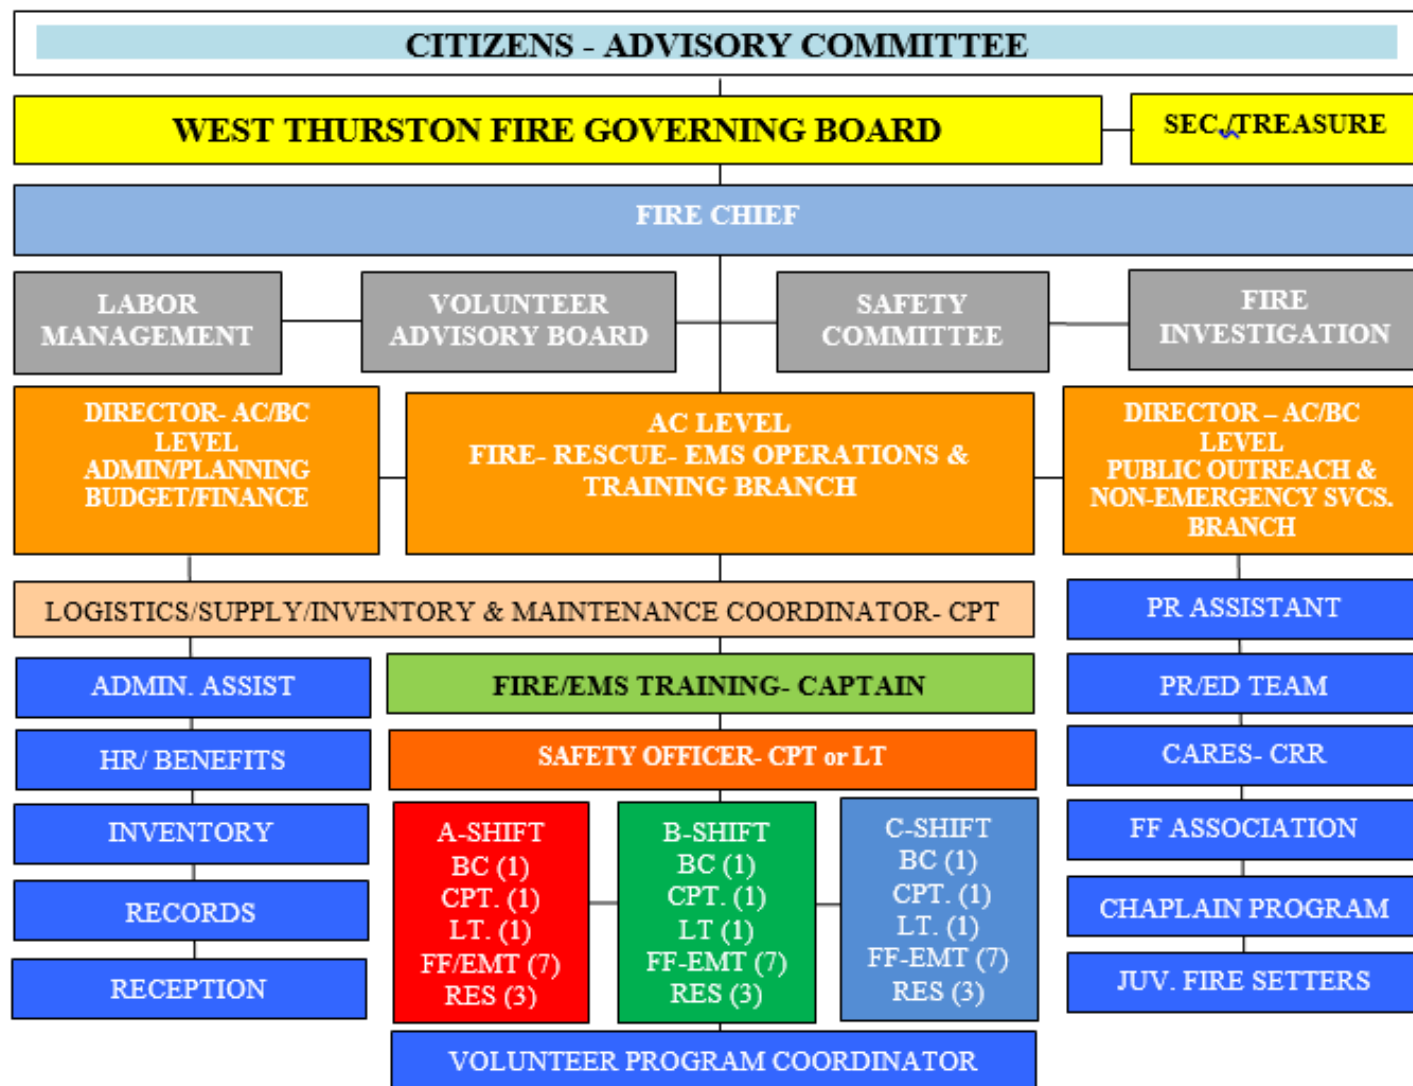 CITIZENS - ADVISORY COMMITTEE
WEST THURSTON FIRE GOVERNING BOARD
SEC./TREASURE
FIRE CHIEF
LABOR
MANAGEMENT
VOLUNTEER
ADVISORY BOARD
SAFETY
COMMITTEE
FIRE
INVESTIGATION
DIRECTOR- AC/BC
LEVEL
ADMIN/PLANNING
BUDGET/FINANCE
AC LEVEL
FIRE- RESCUE- EMS OPERATIONS &
TRAINING BRANCH
DIRECTOR – AC/BC
LEVEL
PUBLIC OUTREACH &
NON-EMERGENCY SVCS.
BRANCH
LOGISTICS/SUPPLY/INVENTORY & MAINTENANCE COORDINATOR- CPT
ADMIN. ASSIST
HR/ BENEFITS
INVENTORY
RECORDS
RECEPTION
FIRE/EMS TRAINING- CAPTAIN
SAFETY OFFICER- CPT or LT
A-SHIFT
BC (1)
CPT. (1)
LT. (1)
FF/EMT (7)
RES (3)
B-SHIFT
BC (1)
CPT. (1)
LT (1)
FF-EMT (7)
RES (3)
C-SHIFT
BC (1)
CPT. (1)
LT. (1)
FF-EMT (7)
RES (3)
VOLUNTEER PROGRAM COORDINATOR
PR ASSISTANT
PR/ED TEAM
CARES- CRR
FF ASSOCIATION
CHAPLAIN PROGRAM
JUV. FIRE SETTERS